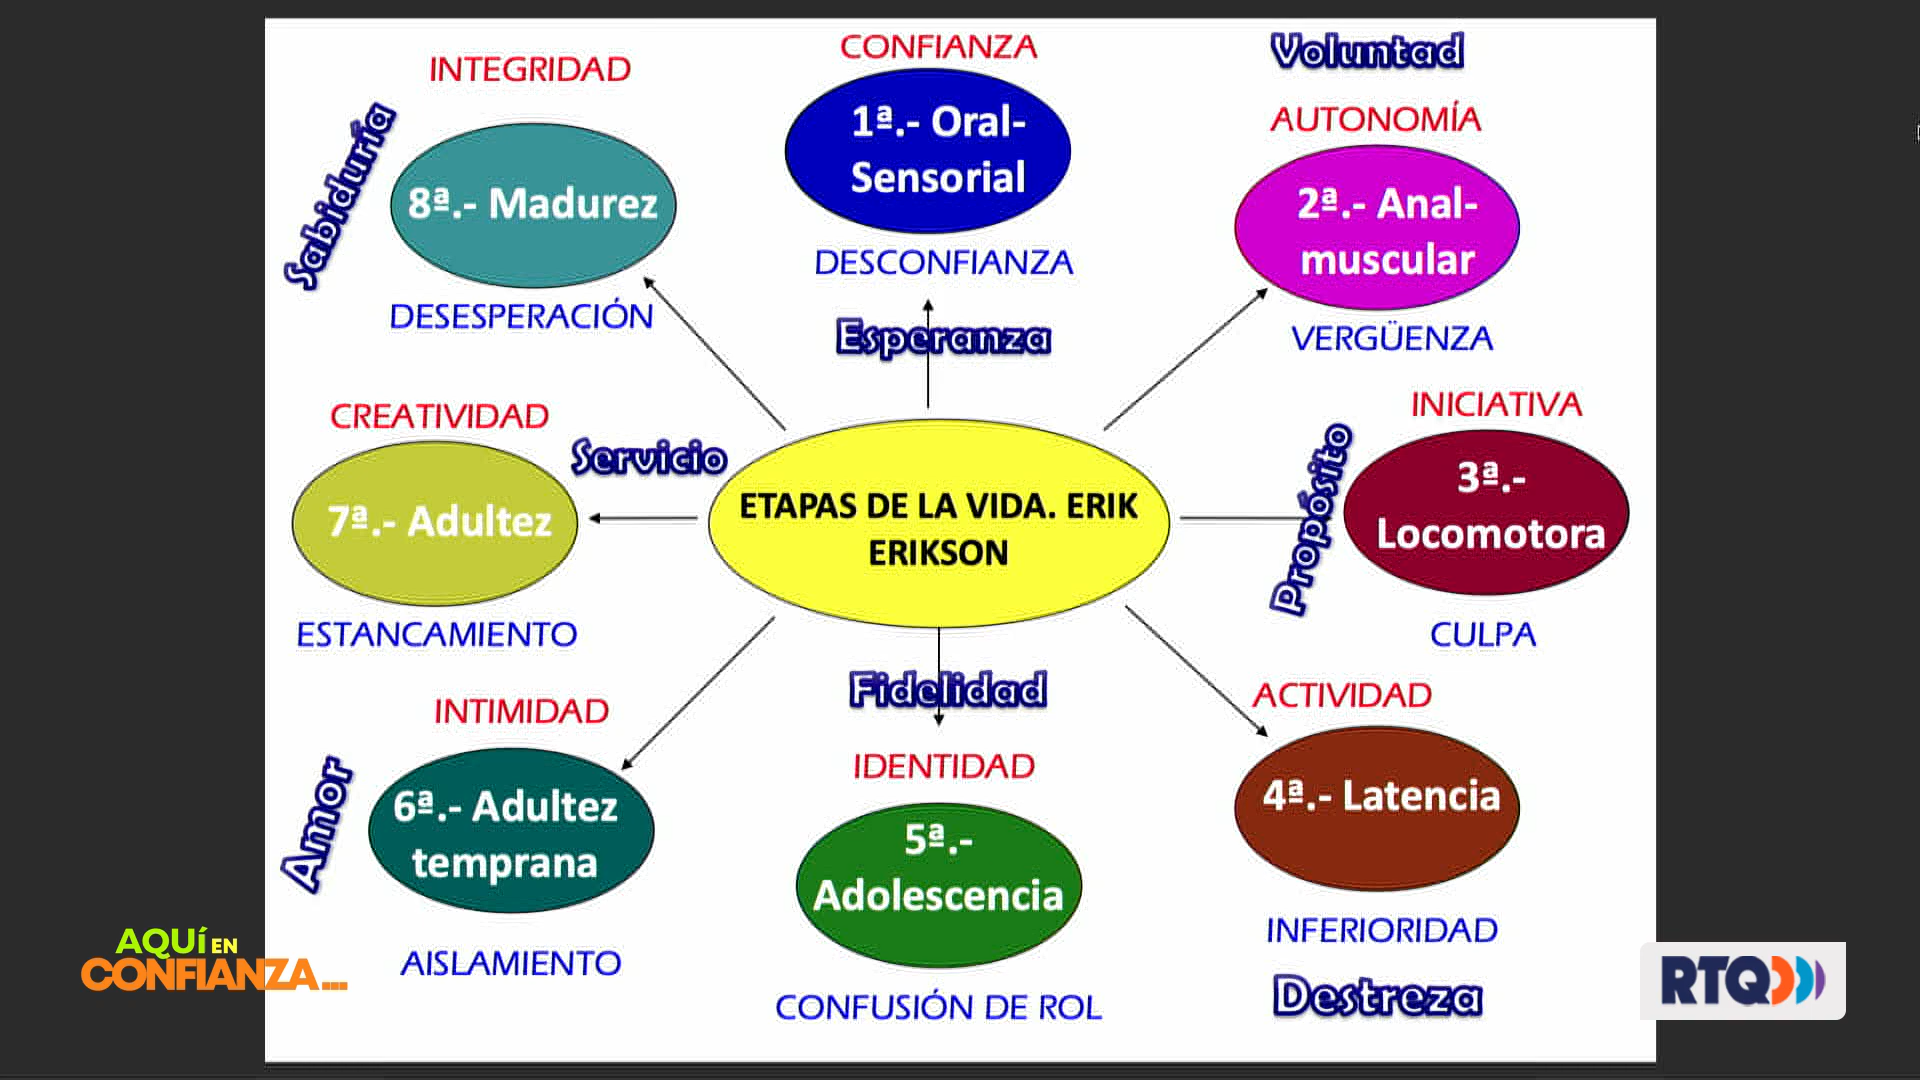 CONFIANZA
1ª.- Oral-
Sensorial
DESCONFIANZA
Esperanza
Voluntad
AUTONOMÍA
2ª.- Anal-
muscular
VERGÜENZA
INICIATIVA
3ª.-
Locomotora
Propósito
CULPA
ACTIVIDAD
4ª.- Latencia
INFERIORIDAD
Destreza
Fidelidad
IDENTIDAD
5ª.-
Adolescencia
CONFUSIÓN DE ROL
INTIMIDAD
Amor
6ª.- Adultez
temprana
AISLAMIENTO
CREATIVIDAD
Servicio
7ª.- Adultez
ESTANCAMIENTO
INTEGRIDAD
Sabiduría
8ª.- Madurez
DESESPERACIÓN
ETAPAS DE LA VIDA. ERIK
ERIKSON
AQUÍ EN
CONFIANZA...
RTQ